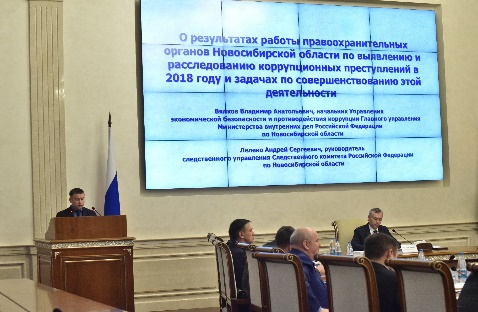 О результатах работы правоохранительных
органов Новосибирской области по выявлению и
расследованию коррупционных преступлений в
2018 году и задачах по совершенствованию этой
деятельности
Владимир Анатольевич, начальник Управления
экономической безопасности и противодействия коррупции Главного управления
Министерства внутренних дел Российской Федерации
по Новосибирской области
Лелеко Андрей Сергеевич, руководитель
следственного управления Следственного комитета Российской Федерации
по Новосибирской области